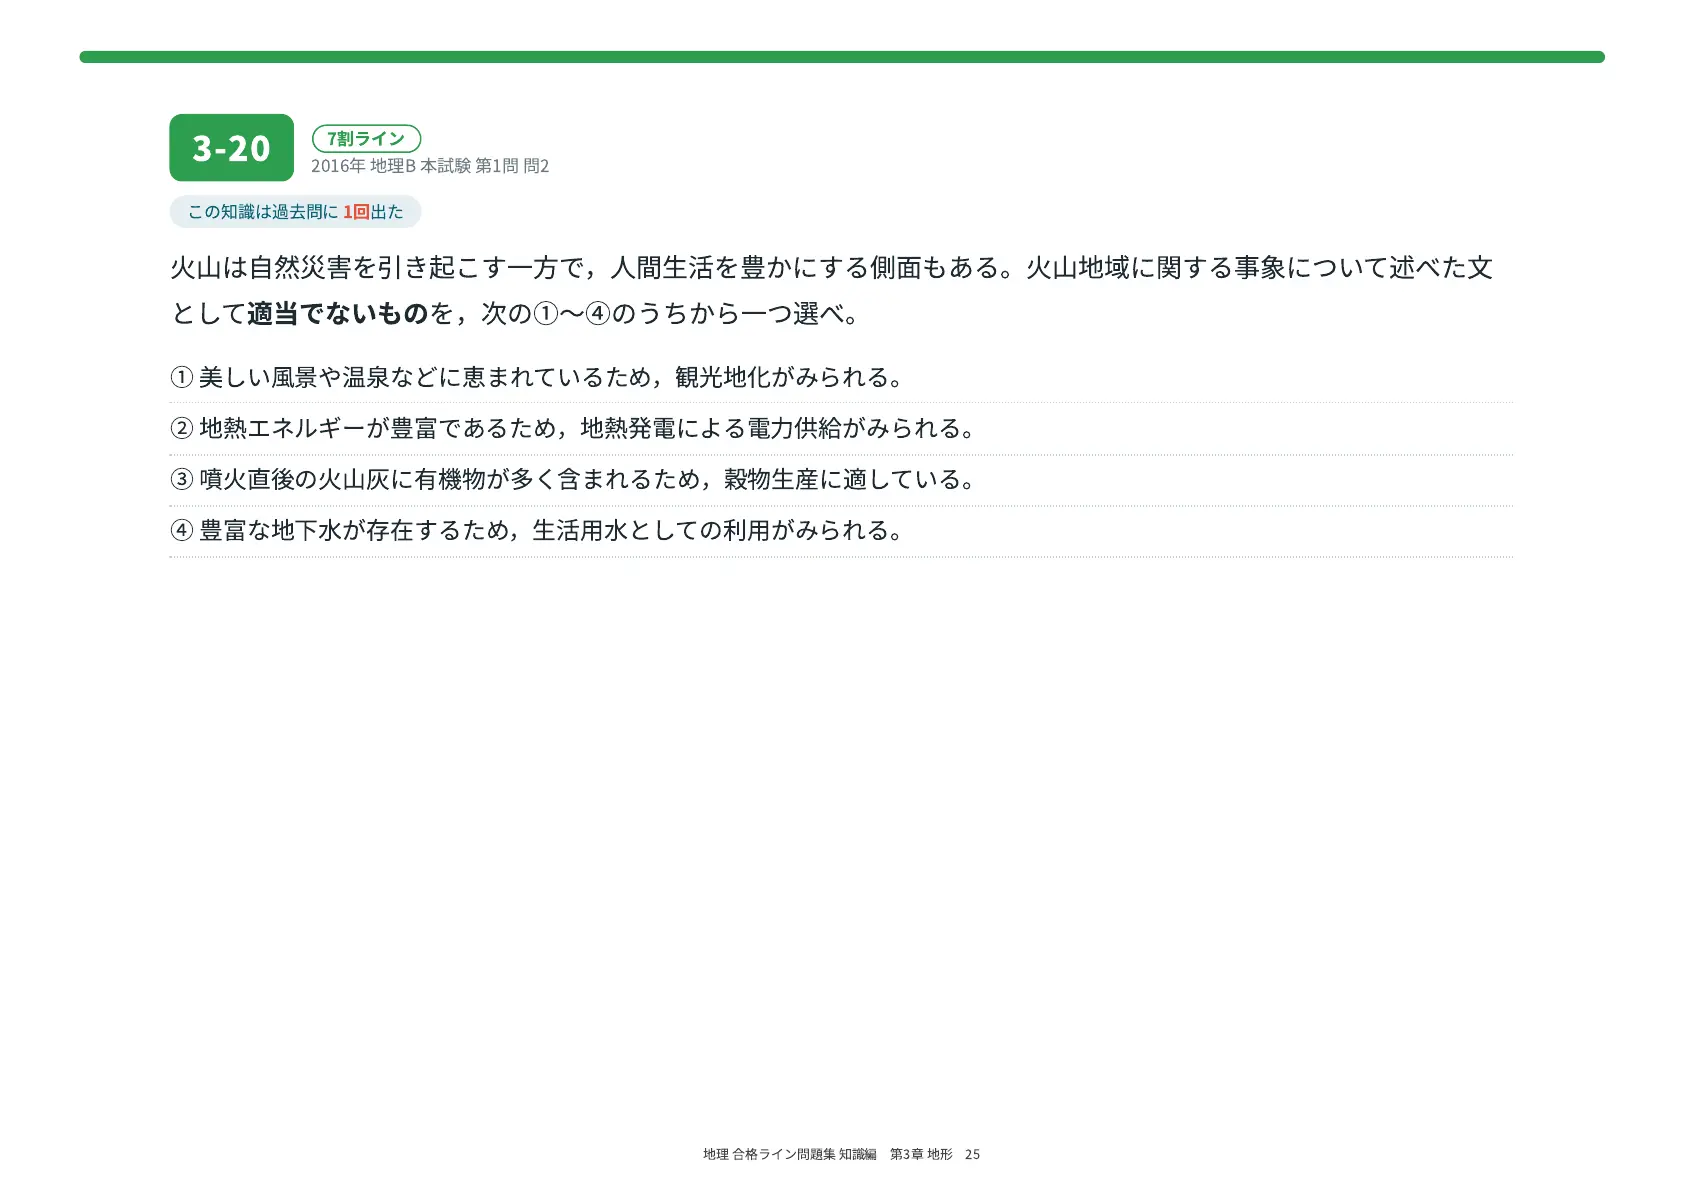 3-20
7割ライン
2016年 地理B 本試験 第1問 問2
この知識は過去問に 1回出た
火山は自然災害を引き起こす一方で，人間生活を豊かにする側面もある。火山地域に関する事象について述べた文
として適当でないものを，次の①〜④のうちから一つ選べ。
① 美しい風景や温泉などに恵まれているため，観光地化がみられる。
② 地熱エネルギーが豊富であるため，地熱発電による電力供給がみられる。
③ 噴火直後の火山灰に有機物が多く含まれるため，穀物生産に適している。
④ 豊富な地下水が存在するため，生活用水としての利用がみられる。
地理 合格ライン問題集 知識編　第3章 地形　25